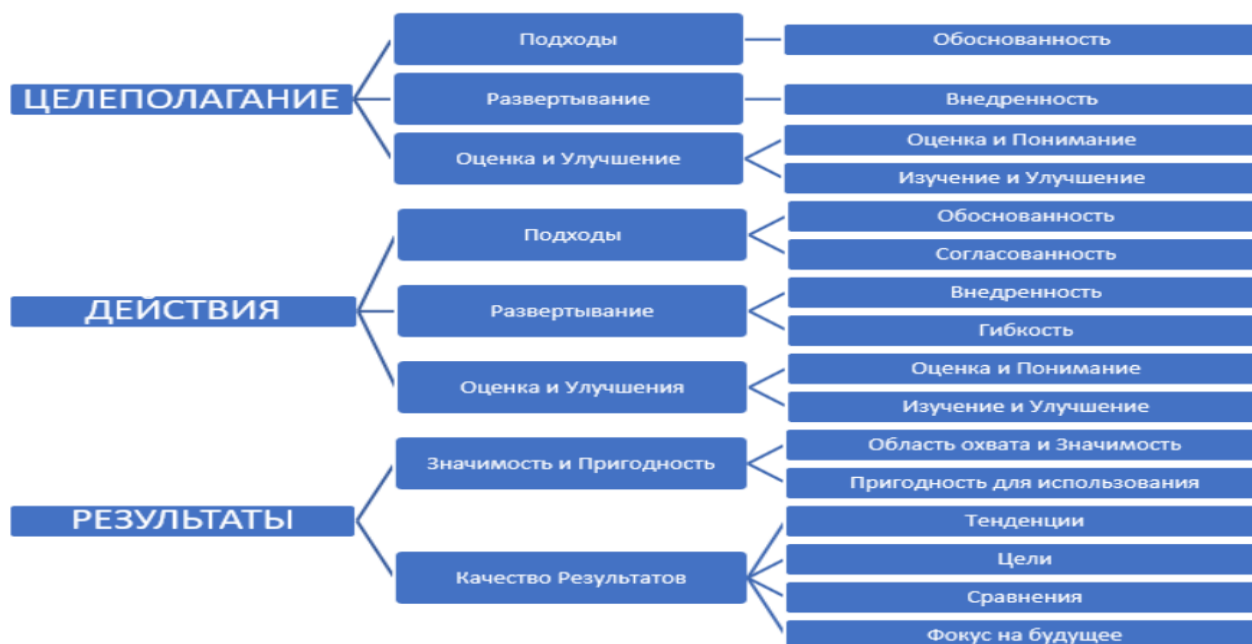 ЦЕЛЕПОЛАГАНИЕ
Подходы
Обоснованность
Развертывание
Внедренность
Оценка и Улучшение
Оценка и Понимание
Изучение и Улучшение
ДЕЙСТВИЯ
Подходы
Обоснованность
Согласованность
Развертывание
Внедренность
Гибкость
Оценка и Улучшения
Оценка и Понимание
Изучение и Улучшение
РЕЗУЛЬТАТЫ
Значимость и Пригодность
Область охвата и Значимость
Пригодность для использования
Качество Результатов
Тенденции
Цели
Сравнения
Фокус на будущее